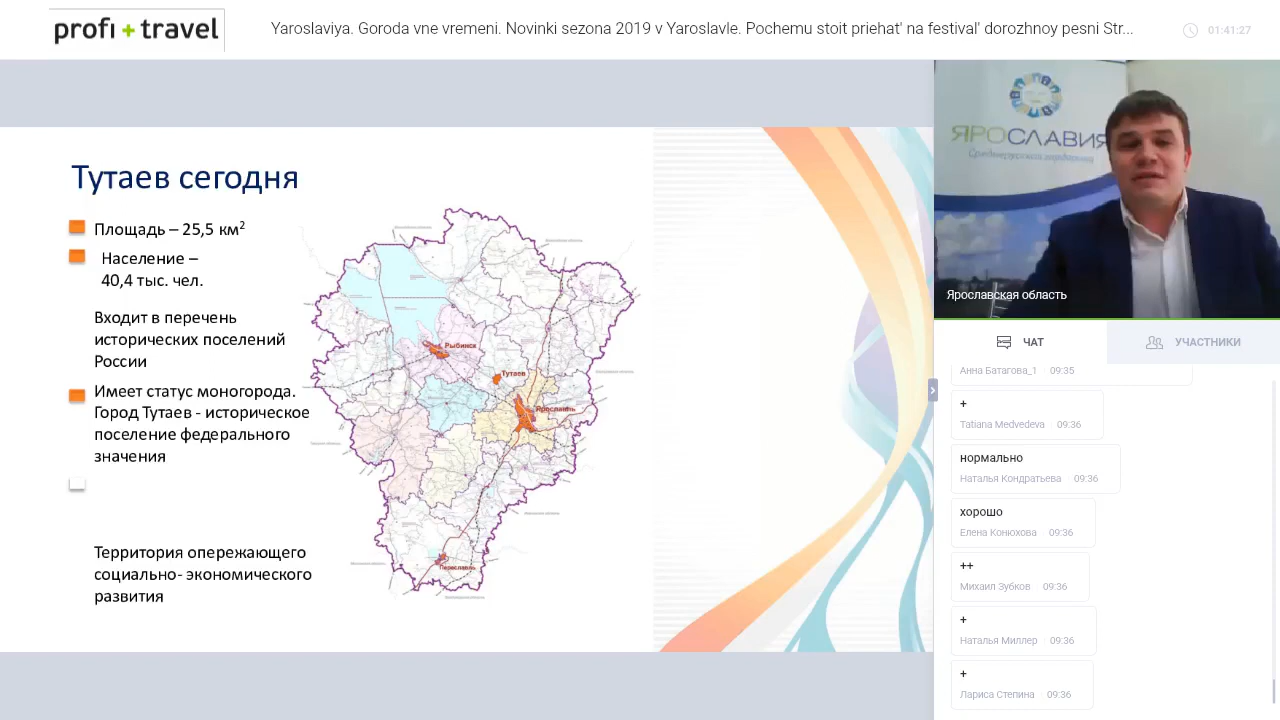 profi + travel
Yaroslaviya. Goroda vne vremeni. Novinki sezona 2019 v Yaroslavle. Pochemu stoit priehat' na festival' dorozhnoy pesni Str...
01:41:27
Тутаев сегодня
Площадь – 25,5 км²
Население –
40,4 тыс. чел.
Входит в перечень
исторических поселений
России
Имеет статус моногорода.
Город Тутаев - историческое
поселение федерального
значения
Территория опережающего
социально- экономического
развития
Рыбинск
Тутаев
Ярославль
Переславль
ЯРОСЛАВИЯ
Ярославская область
ЧАТ
УЧАСТНИКИ
Анна Батагова_1 09:35
+
Tatiana Medvedeva 09:36
нормально
Наталья Кондратьева 09:36
хорошо
Елена Конюхова 09:36
++
Михаил Зубков 09:36
+
Наталья Миллер 09:36
+
Лариса Степина 09:36